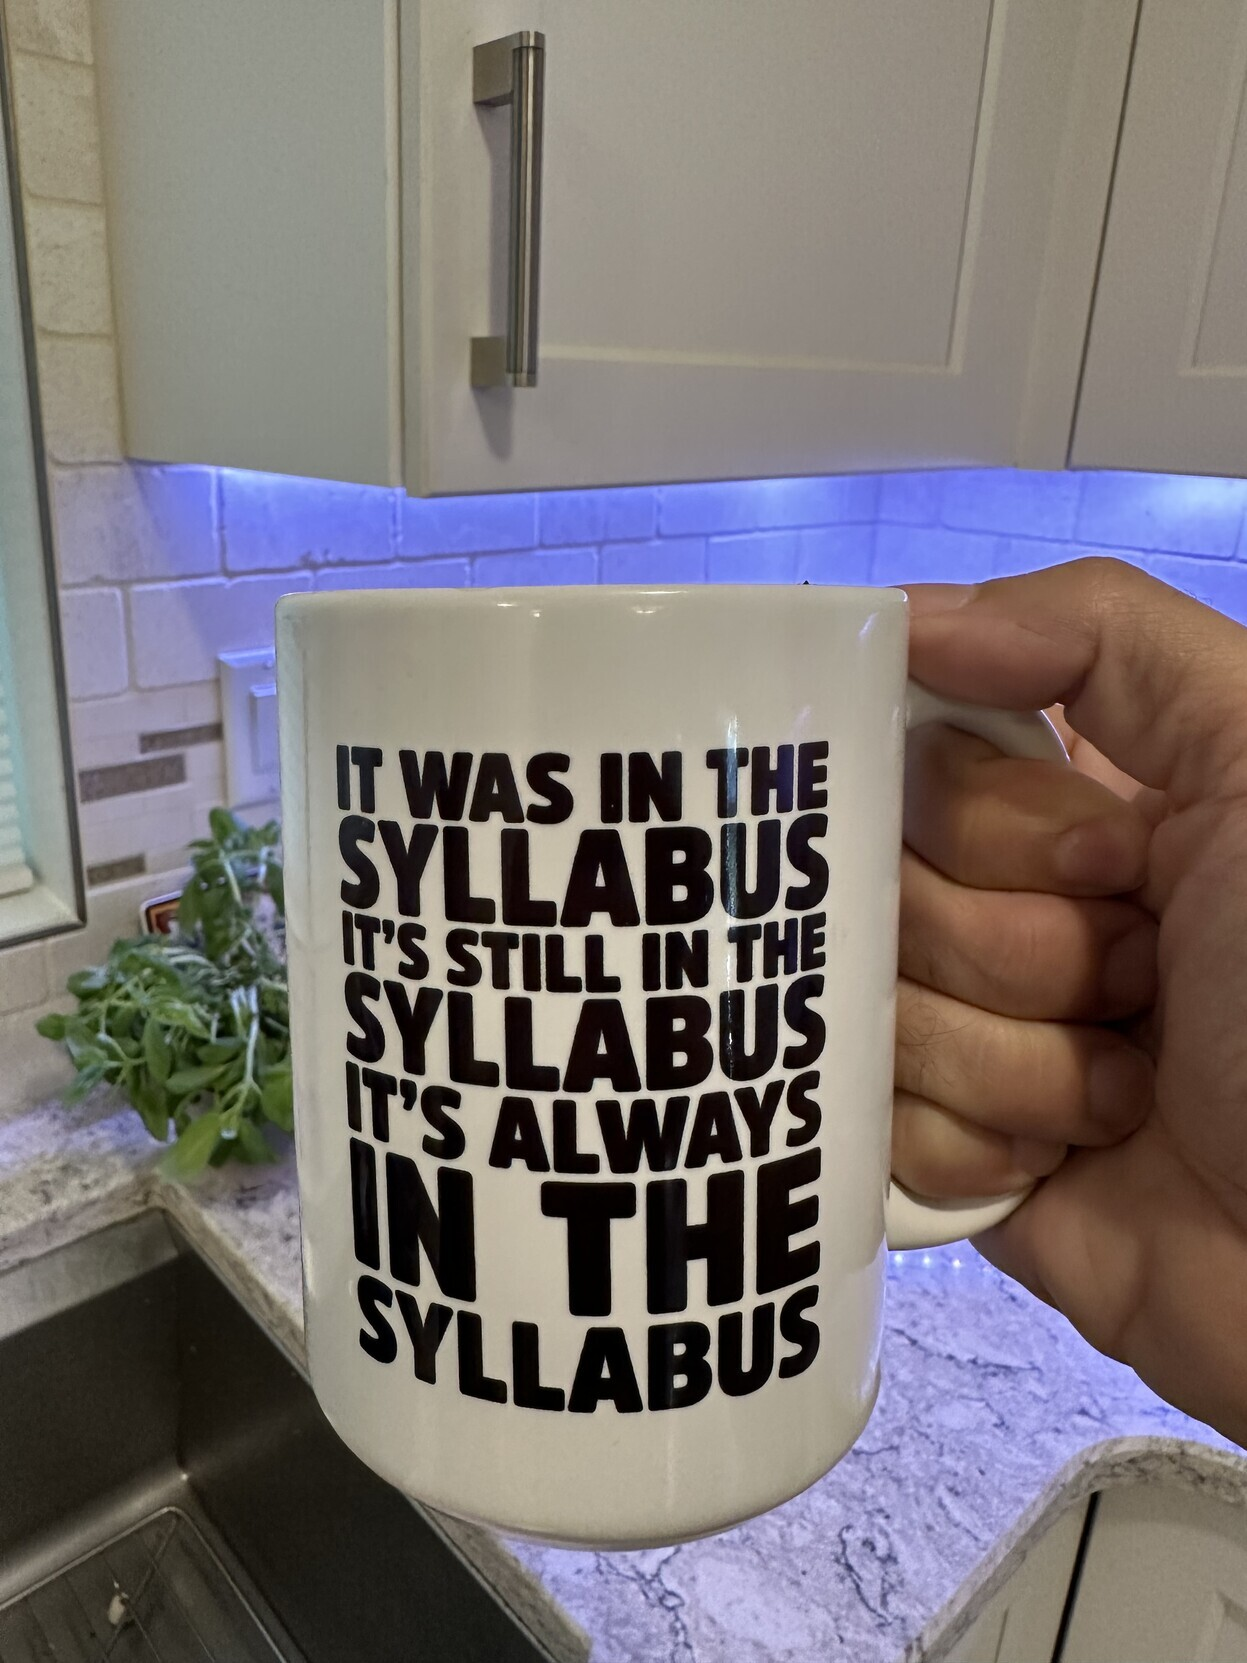 IT WAS IN THE
SYLLABUS
IT'S STILL IN THE
SYLLABUS
IT'S ALWAYS
IN THE
SYLLABUS